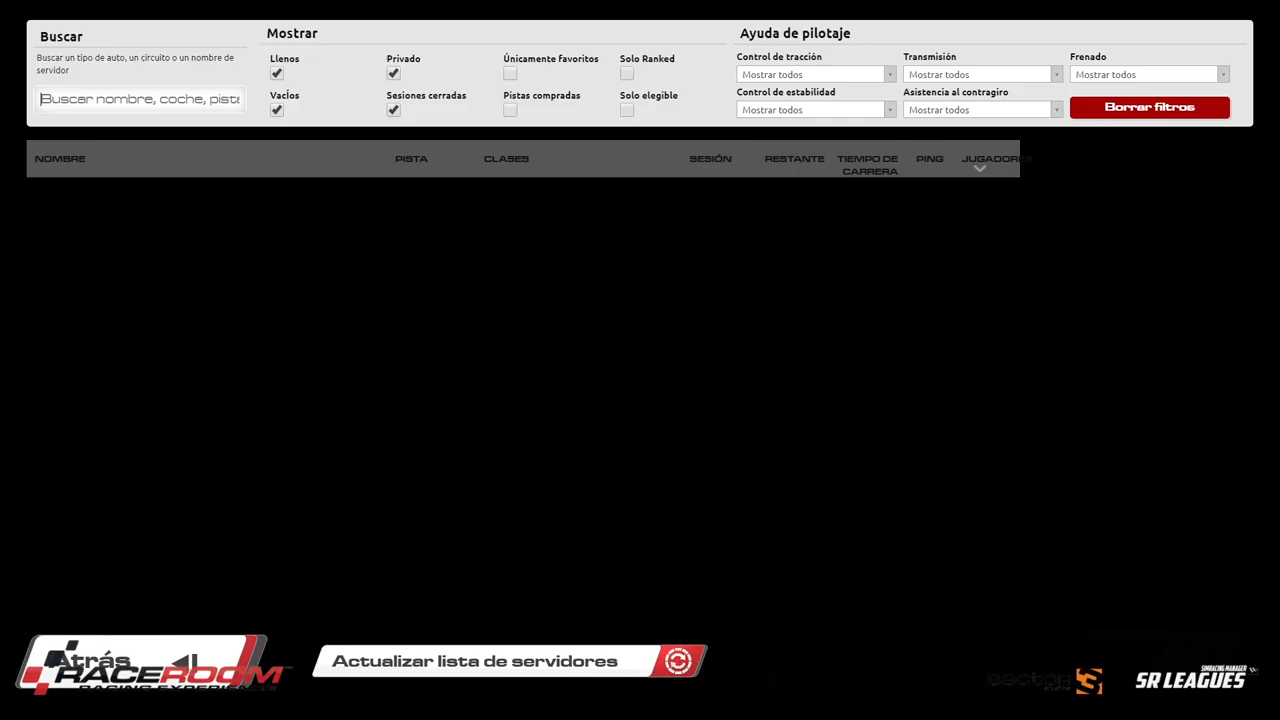 Buscar
Buscar un tipo de auto, un circuito o un nombre de
servidor
Buscar nombre, coche, pista
Mostrar
Llenos
Privado
Únicamente favoritos
Solo Ranked
Vacíos
Sesiones cerradas
Pistas compradas
Solo elegible
Ayuda de pilotaje
Control de tracción
Transmisión
Frenado
Mostrar todos
Mostrar todos
Mostrar todos
Control de estabilidad
Asistencia al contragiro
Mostrar todos
Mostrar todos
Borrar filtros
NOMBRE
PISTA
CLASES
SESIÓN
RESTANTE
TIEMPO DE
CARRERA
PING
JUGADORES
Atrás
RACEROOM
RACING EXPERIENCE
Actualizar lista de servidores
sector3
studios
SIMRACING MANAGER
SR LEAGUES